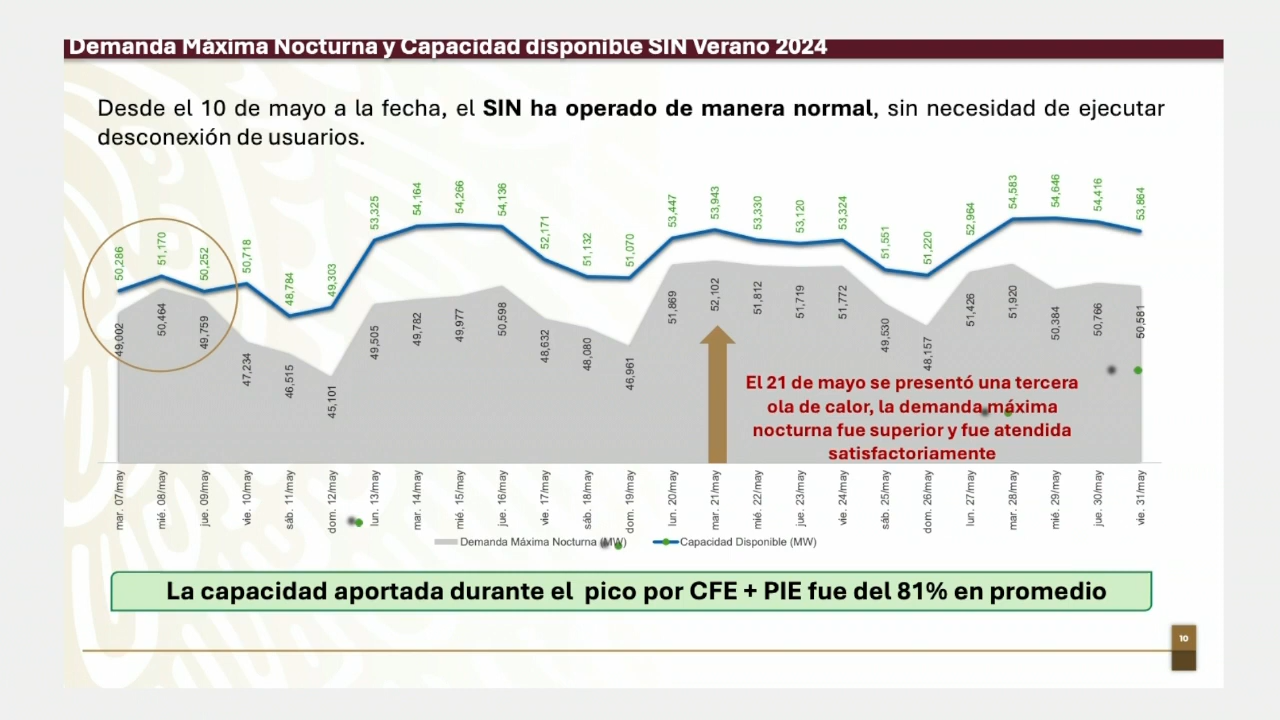 Demanda Máxima Nocturna y Capacidad disponible SIN Verano 2024
Desde el 10 de mayo a la fecha, el SIN ha operado de manera normal, sin necesidad de ejecutar
desconexión de usuarios.
50,286
51,170
50,252
50,718
48,784
49,303
53,325
54,164
54,266
54,136
52,171
51,132
51,070
53,447
53,943
53,330
53,120
53,324
51,551
51,220
52,964
54,583
54,646
54,416
53,864
49,002
50,464
49,759
47,234
46,515
45,101
49,505
49,782
49,977
50,598
48,632
48,080
46,961
51,869
52,102
51,812
51,719
51,772
49,530
48,157
51,426
51,920
50,384
50,766
50,581
El 21 de mayo se presentó una tercera
ola de calor, la demanda máxima
nocturna fue superior y fue atendida
satisfactoriamente
mar. 07/may
mié. 08/may
jue. 09/may
vie. 10/may
sáb. 11/may
dom. 12/may
lun. 13/may
mar. 14/may
mié. 15/may
jue. 16/may
vie. 17/may
sáb. 18/may
dom. 19/may
lun. 20/may
mar. 21/may
mié. 22/may
jue. 23/may
vie. 24/may
sáb. 25/may
dom. 26/may
lun. 27/may
mar. 28/may
mié. 29/may
jue. 30/may
vie. 31/may
Demanda Máxima Nocturna (MW)
Capacidad Disponible (MW)
La capacidad aportada durante el pico por CFE + PIE fue del 81% en promedio
10